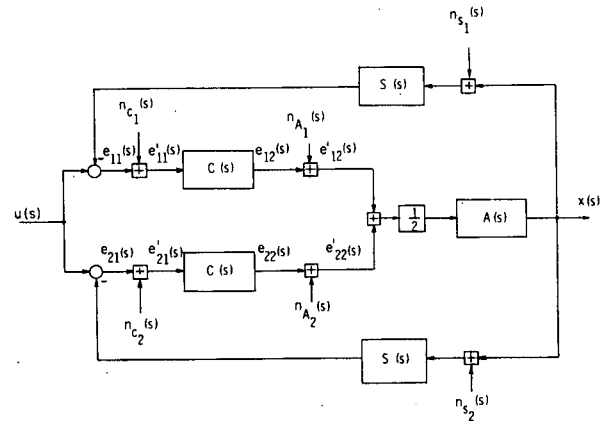 n_{S_1}(s)
S(s)
n_{C_1}(s)
n_{A_1}(s)
e_{11}(s)
e'_{11}(s)
C(s)
e_{12}(s)
e'_{12}(s)
u(s)
1/2
A(s)
x(s)
e_{21}(s)
e'_{21}(s)
C(s)
e_{22}(s)
e'_{22}(s)
n_{C_2}(s)
n_{A_2}(s)
S(s)
n_{S_2}(s)